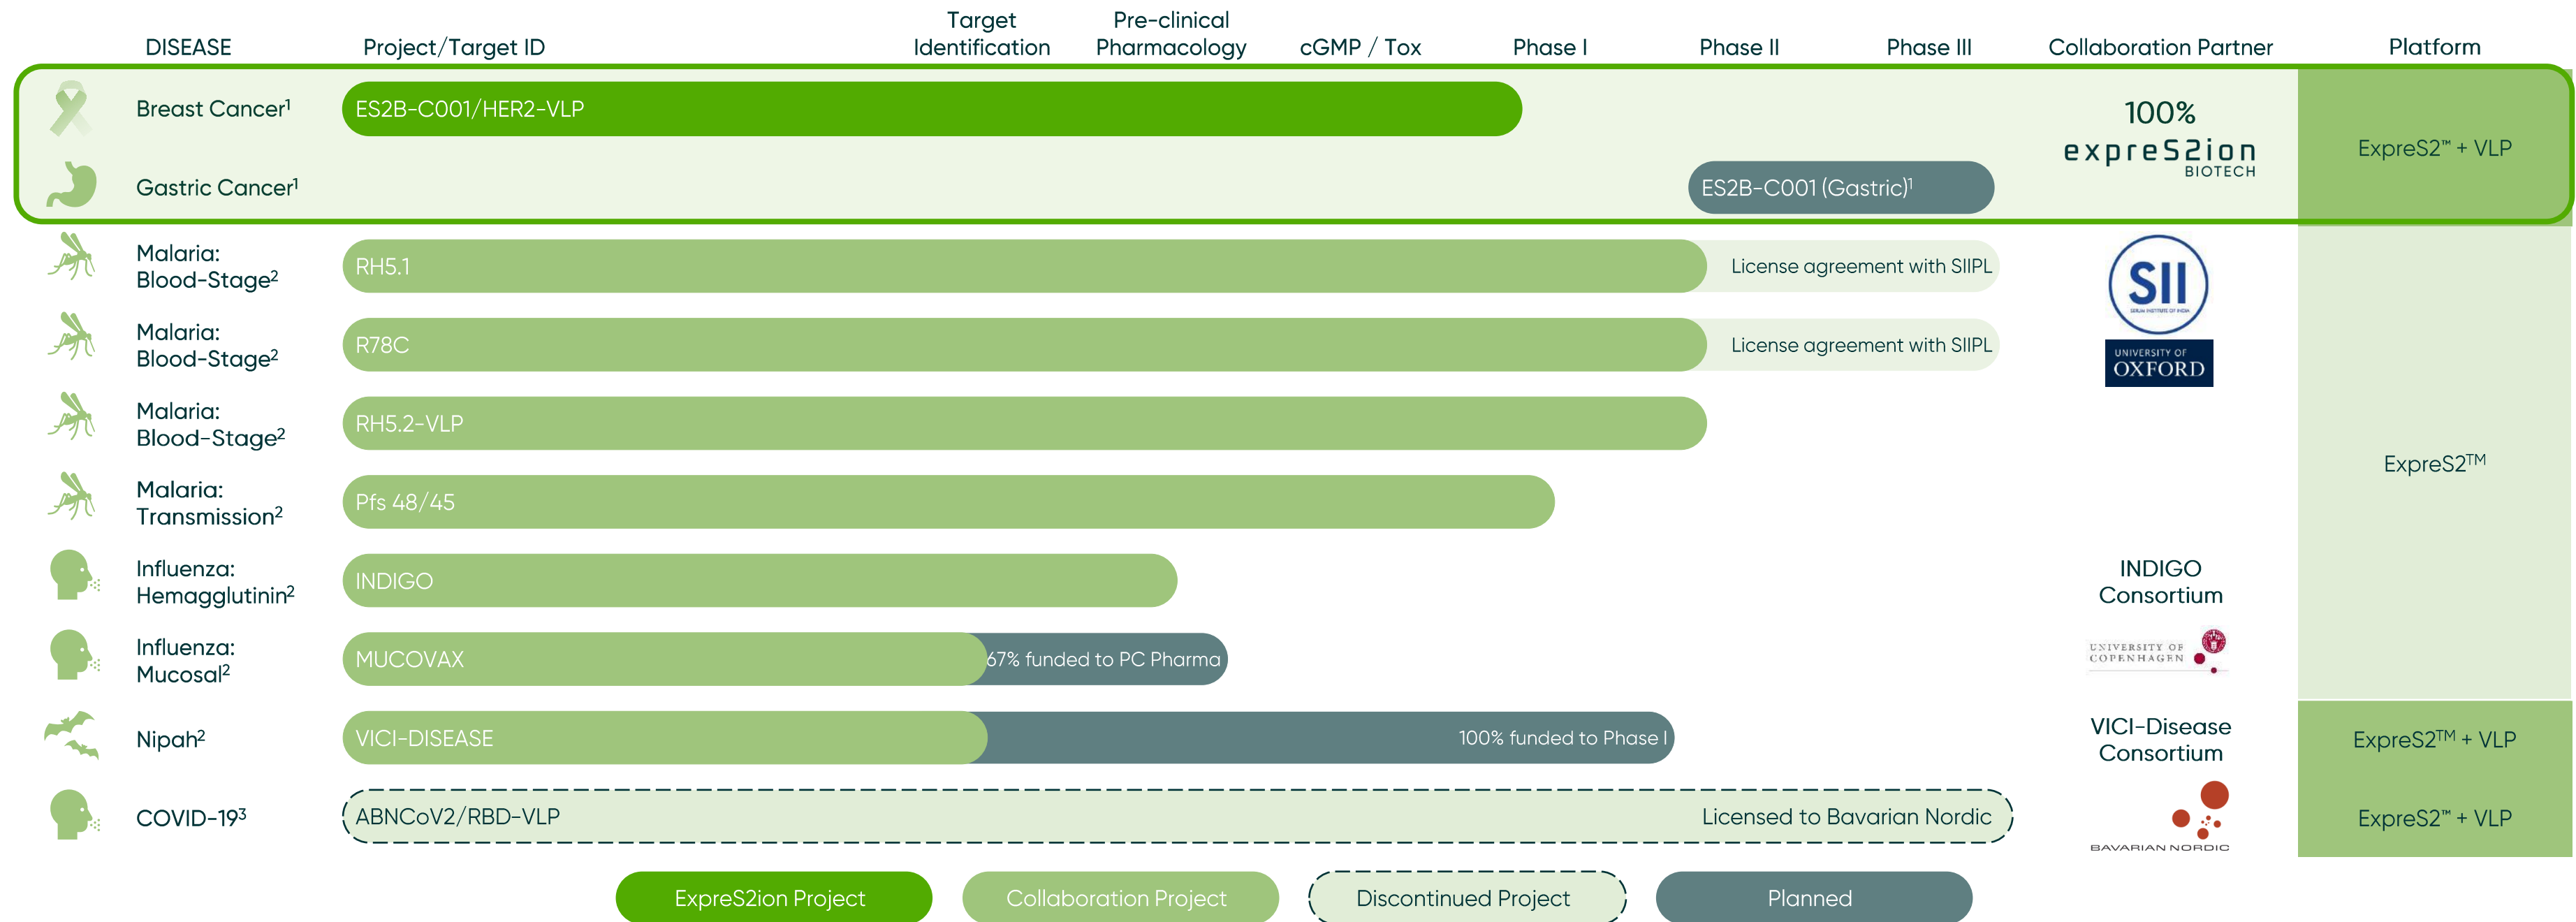 DISEASE
Project/Target ID
Target
Identification
Pre-clinical
Pharmacology
cGMP / Tox
Phase I
Phase II
Phase III
Collaboration Partner
Platform
Breast Cancer¹
ES2B-C001/HER2-VLP
100%
expreS2ion
BIOTECH
ExpreS2™ + VLP
Gastric Cancer¹
ES2B-C001 (Gastric)¹
Malaria:
Blood-Stage²
RH5.1
License agreement with SIIPL
SII
SERUM INSTITUTE OF INDIA
Malaria:
Blood-Stage²
R78C
License agreement with SIIPL
UNIVERSITY OF
OXFORD
Malaria:
Blood-Stage²
RH5.2-VLP
ExpreS2™
Malaria:
Transmission²
Pfs 48/45
Influenza:
Hemagglutinin²
INDIGO
INDIGO
Consortium
Influenza:
Mucosal²
MUCOVAX
67% funded to PC Pharma
UNIVERSITY OF
COPENHAGEN
Nipah²
VICI-DISEASE
100% funded to Phase I
VICI-Disease
Consortium
ExpreS2™ + VLP
COVID-19³
ABNCoV2/RBD-VLP
Licensed to Bavarian Nordic
BAVARIAN NORDIC
ExpreS2™ + VLP
ExpreS2ion Project
Collaboration Project
Discontinued Project
Planned